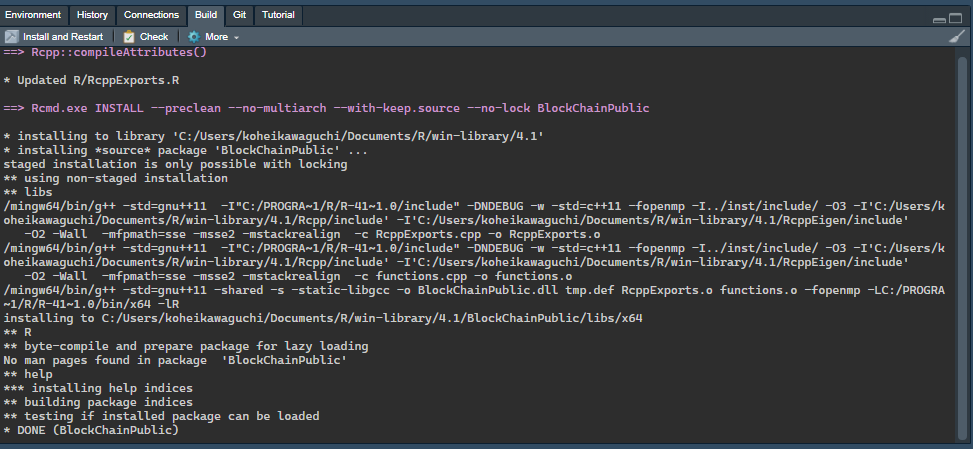 Environment History Connections Build Git Tutorial
Install and Restart Check More
==> Rcpp::compileAttributes()
* Updated R/RcppExports.R
==> Rcmd.exe INSTALL --preclean --no-multiarch --with-keep.source --no-lock BlockChainPublic
* installing to library 'C:/Users/koheikawaguchi/Documents/R/win-library/4.1'
* installing *source* package 'BlockChainPublic' ...
staged installation is only possible with locking
** using non-staged installation
** libs
/mingw64/bin/g++ -std=gnu++11  -I"C:/PROGRA~1/R/R-41~1.0/include" -DNDEBUG -w -std=c++11 -fopenmp -I../inst/include/ -O3 -I'C:/Users/k
oheikawaguchi/Documents/R/win-library/4.1/Rcpp/include' -I'C:/Users/koheikawaguchi/Documents/R/win-library/4.1/RcppEigen/include'
   -O2 -Wall  -mfpmath=sse -msse2 -mstackrealign  -c RcppExports.cpp -o RcppExports.o
/mingw64/bin/g++ -std=gnu++11  -I"C:/PROGRA~1/R/R-41~1.0/include" -DNDEBUG -w -std=c++11 -fopenmp -I../inst/include/ -O3 -I'C:/Users/k
oheikawaguchi/Documents/R/win-library/4.1/Rcpp/include' -I'C:/Users/koheikawaguchi/Documents/R/win-library/4.1/RcppEigen/include'
   -O2 -Wall  -mfpmath=sse -msse2 -mstackrealign  -c functions.cpp -o functions.o
/mingw64/bin/g++ -std=gnu++11 -shared -s -static-libgcc -o BlockChainPublic.dll tmp.def RcppExports.o functions.o -fopenmp -LC:/PROGRA
~1/R/R-41~1.0/bin/x64 -lR
installing to C:/Users/koheikawaguchi/Documents/R/win-library/4.1/BlockChainPublic/libs/x64
** R
** byte-compile and prepare package for lazy loading
No man pages found in package  'BlockChainPublic'
** help
*** installing help indices
** building package indices
** testing if installed package can be loaded
* DONE (BlockChainPublic)